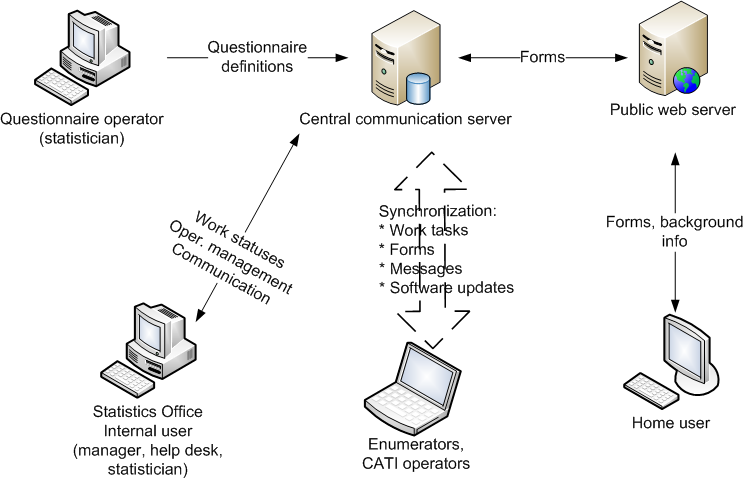 Questionnaire
definitions
Forms
Questionnaire operator
(statistician)
Central communication server
Public web server
Work statuses
Oper. management
Communication
Synchronization:
* Work tasks
* Forms
* Messages
* Software updates
Forms, background
info
Statistics Office
Internal user
(manager, help desk,
statistician)
Enumerators,
CATI operators
Home user